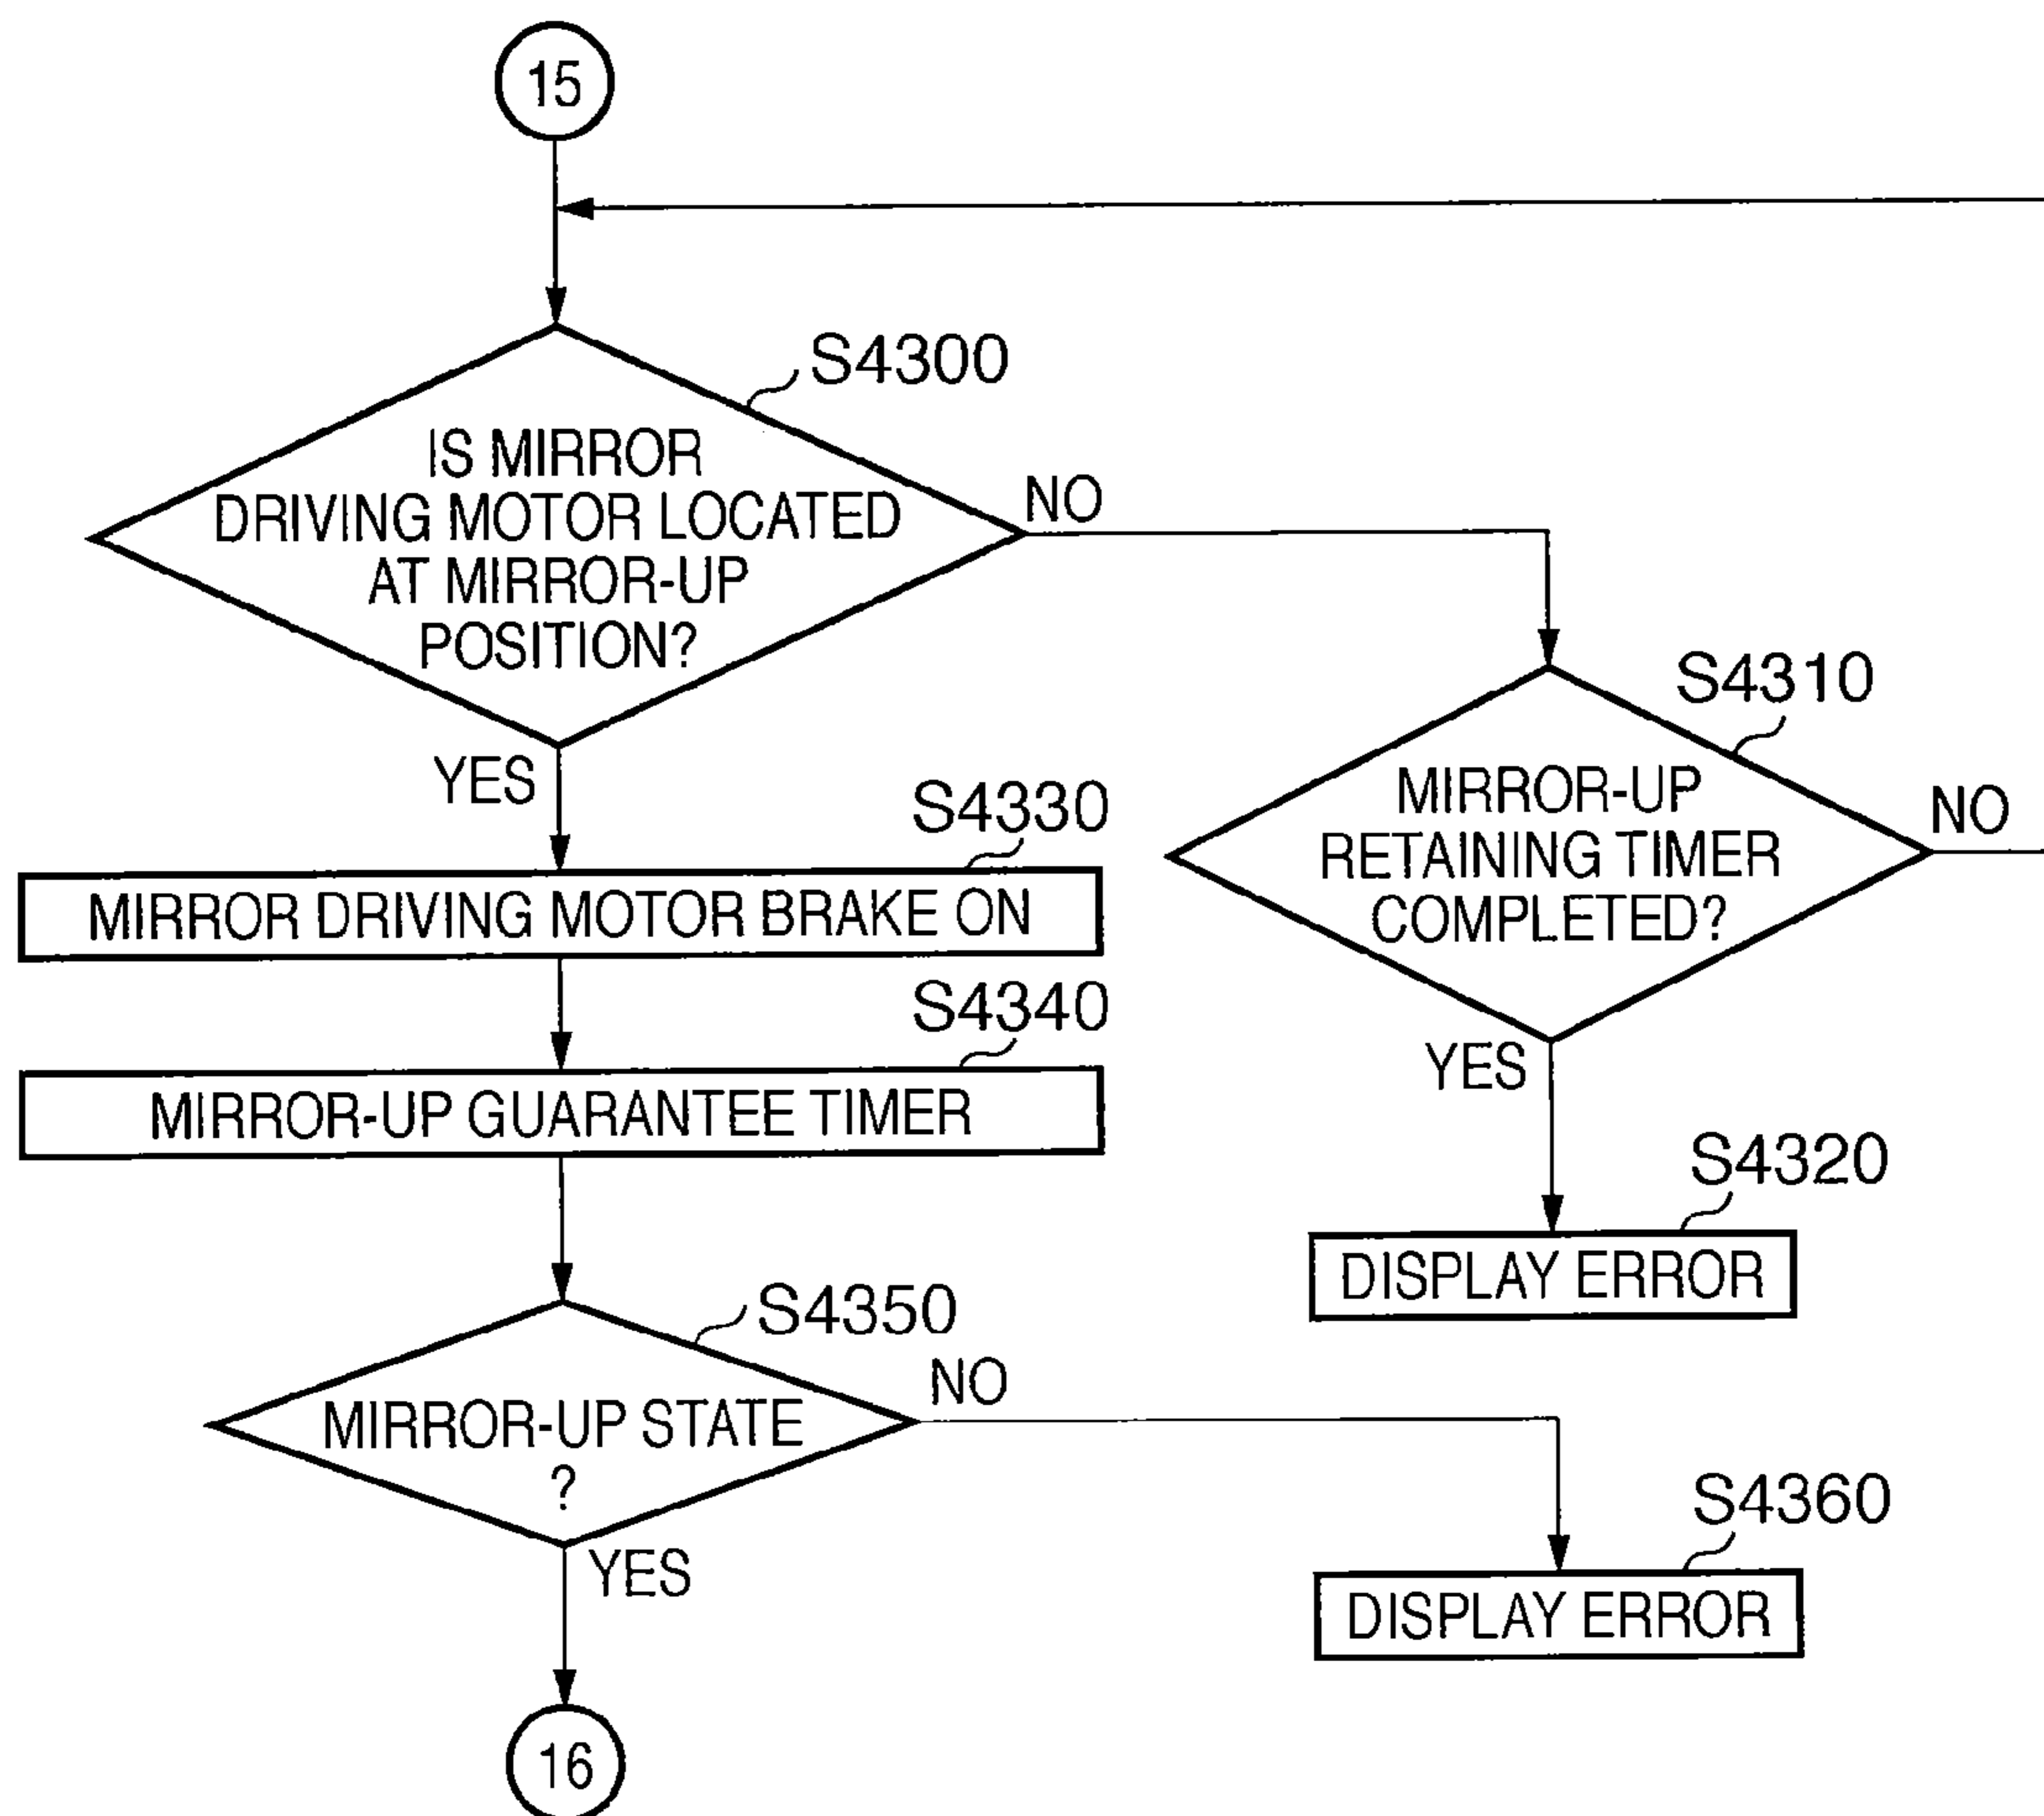 15
S4300
IS MIRROR
DRIVING MOTOR LOCATED
AT MIRROR-UP
POSITION?
NO
YES
S4310
MIRROR-UP
RETAINING TIMER
COMPLETED?
NO
YES
S4320
DISPLAY ERROR
S4330
MIRROR DRIVING MOTOR BRAKE ON
S4340
MIRROR-UP GUARANTEE TIMER
S4350
MIRROR-UP STATE
?
NO
YES
S4360
DISPLAY ERROR
16